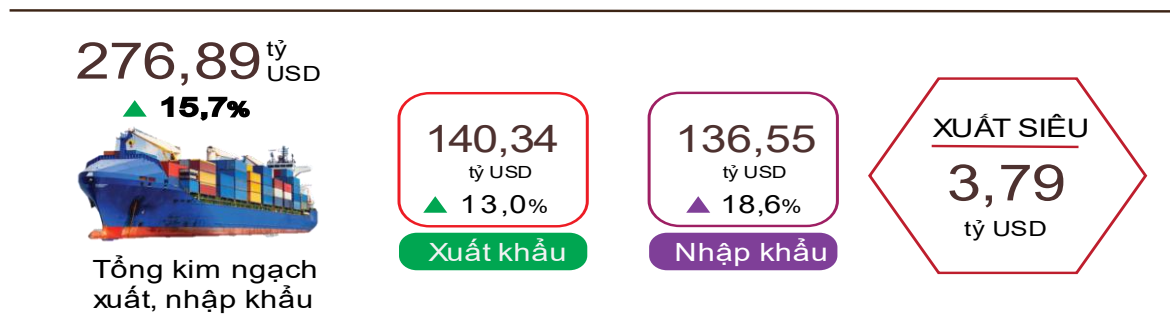 276,89 tỷ USD
▲ 15,7%
Tổng kim ngạch
xuất, nhập khẩu
140,34
tỷ USD
▲ 13,0%
Xuất khẩu
136,55
tỷ USD
▲ 18,6%
Nhập khẩu
XUẤT SIÊU
3,79
tỷ USD